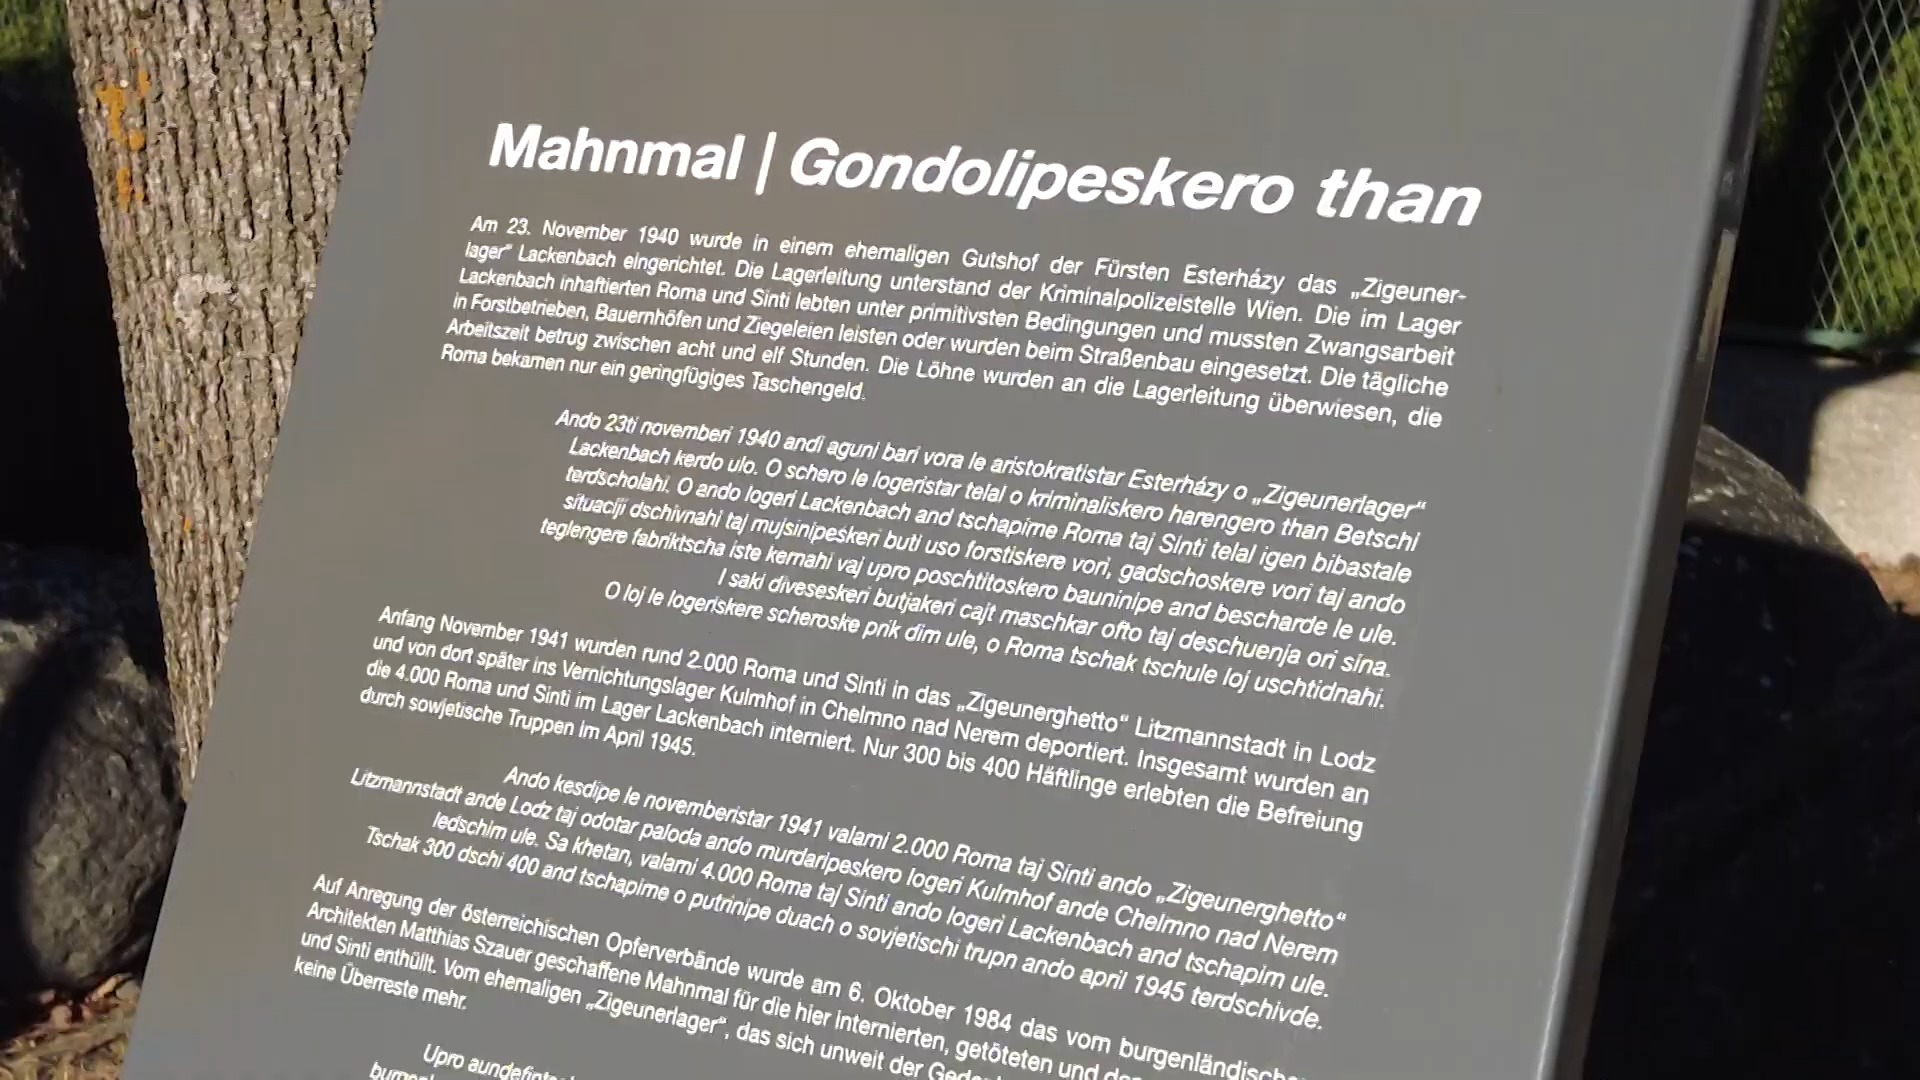 Mahnmal | Gondolipeskero than
Am 23. November 1940 wurde in einem ehemaligen Gutshof der Fürsten Esterházy das „Zigeuner-
lager“ Lackenbach eingerichtet. Die Lagerleitung unterstand der Kriminalpolizeistelle Wien. Die im Lager
Lackenbach inhaftierten Roma und Sinti lebten unter primitivsten Bedingungen und mussten Zwangsarbeit
in Forstbetrieben, Bauernhöfen und Ziegeleien leisten oder wurden beim Straßenbau eingesetzt. Die tägliche
Arbeitszeit betrug zwischen acht und elf Stunden. Die Löhne wurden an die Lagerleitung überwiesen, die
Roma bekamen nur ein geringfügiges Taschengeld.
Ando 23ti novemberi 1940 andi aguni bari vora le aristokratistar Esterházy o „Zigeunerlager“
Lackenbach kerdo ulo. O schero le logeristar telal o kriminaliskero harengero than Betschi
terdscholahi. O ando logeri Lackenbach and tschapime Roma taj Sinti telal igen bibastale
situaciji dschivnahi taj mujsinipeskeri buti uso forstiskere vori, gadschoskere vori taj ando
teglengere fabriktscha iste kernahi vaj upro poschtitoskero bauninipe and bescharde le ule.
I saki diveseskeri butjakeri cajt maschkar ofto taj deschuenja ori sina.
O loj le logeriskere scheroske prik dim ule, o Roma tschak tschule loj uschtidnahi.
Anfang November 1941 wurden rund 2.000 Roma und Sinti in das „Zigeunerghetto“ Litzmannstadt in Lodz
und von dort später ins Vernichtungslager Kulmhof in Chelmno nad Nerem deportiert. Insgesamt wurden an
die 4.000 Roma und Sinti im Lager Lackenbach interniert. Nur 300 bis 400 Häftlinge erlebten die Befreiung
durch sowjetische Truppen im April 1945.
Ando kesdipe le novemberistar 1941 valami 2.000 Roma taj Sinti ando „Zigeunerghetto“
Litzmannstadt ande Lodz taj odotar paloda ando murdaripeskero logeri Kulmhof ande Chelmno nad Nerem
ledschim ule. Sa khetan, valami 4.000 Roma taj Sinti ando logeri Lackenbach and tschapim ule.
Tschak 300 dschi 400 and tschapime o putrinipe duach o sovjetischi trupn ando april 1945 terdschivde.
Auf Anregung der österreichischen Opferverbände wurde am 6. Oktober 1984 das vom burgenländischen
Architekten Matthias Szauer geschaffene Mahnmal für die hier internierten, getöteten und
und Sinti enthüllt. Vom ehemaligen „Zigeunerlager“, das sich unweit der
keine Überreste mehr.
Upro